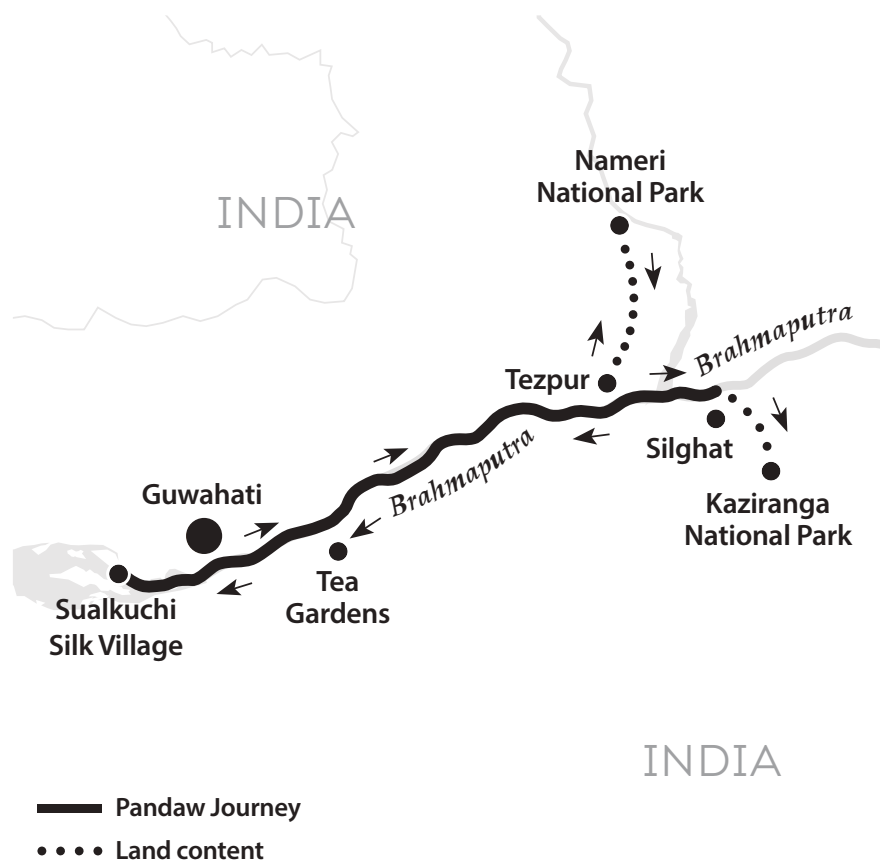 Nameri
National Park
INDIA
Brahmaputra
Tezpur
Silghat
Brahmaputra
Guwahati
Kaziranga
National Park
Tea
Gardens
Sualkuchi
Silk Village
INDIA
Pandaw Journey
Land content